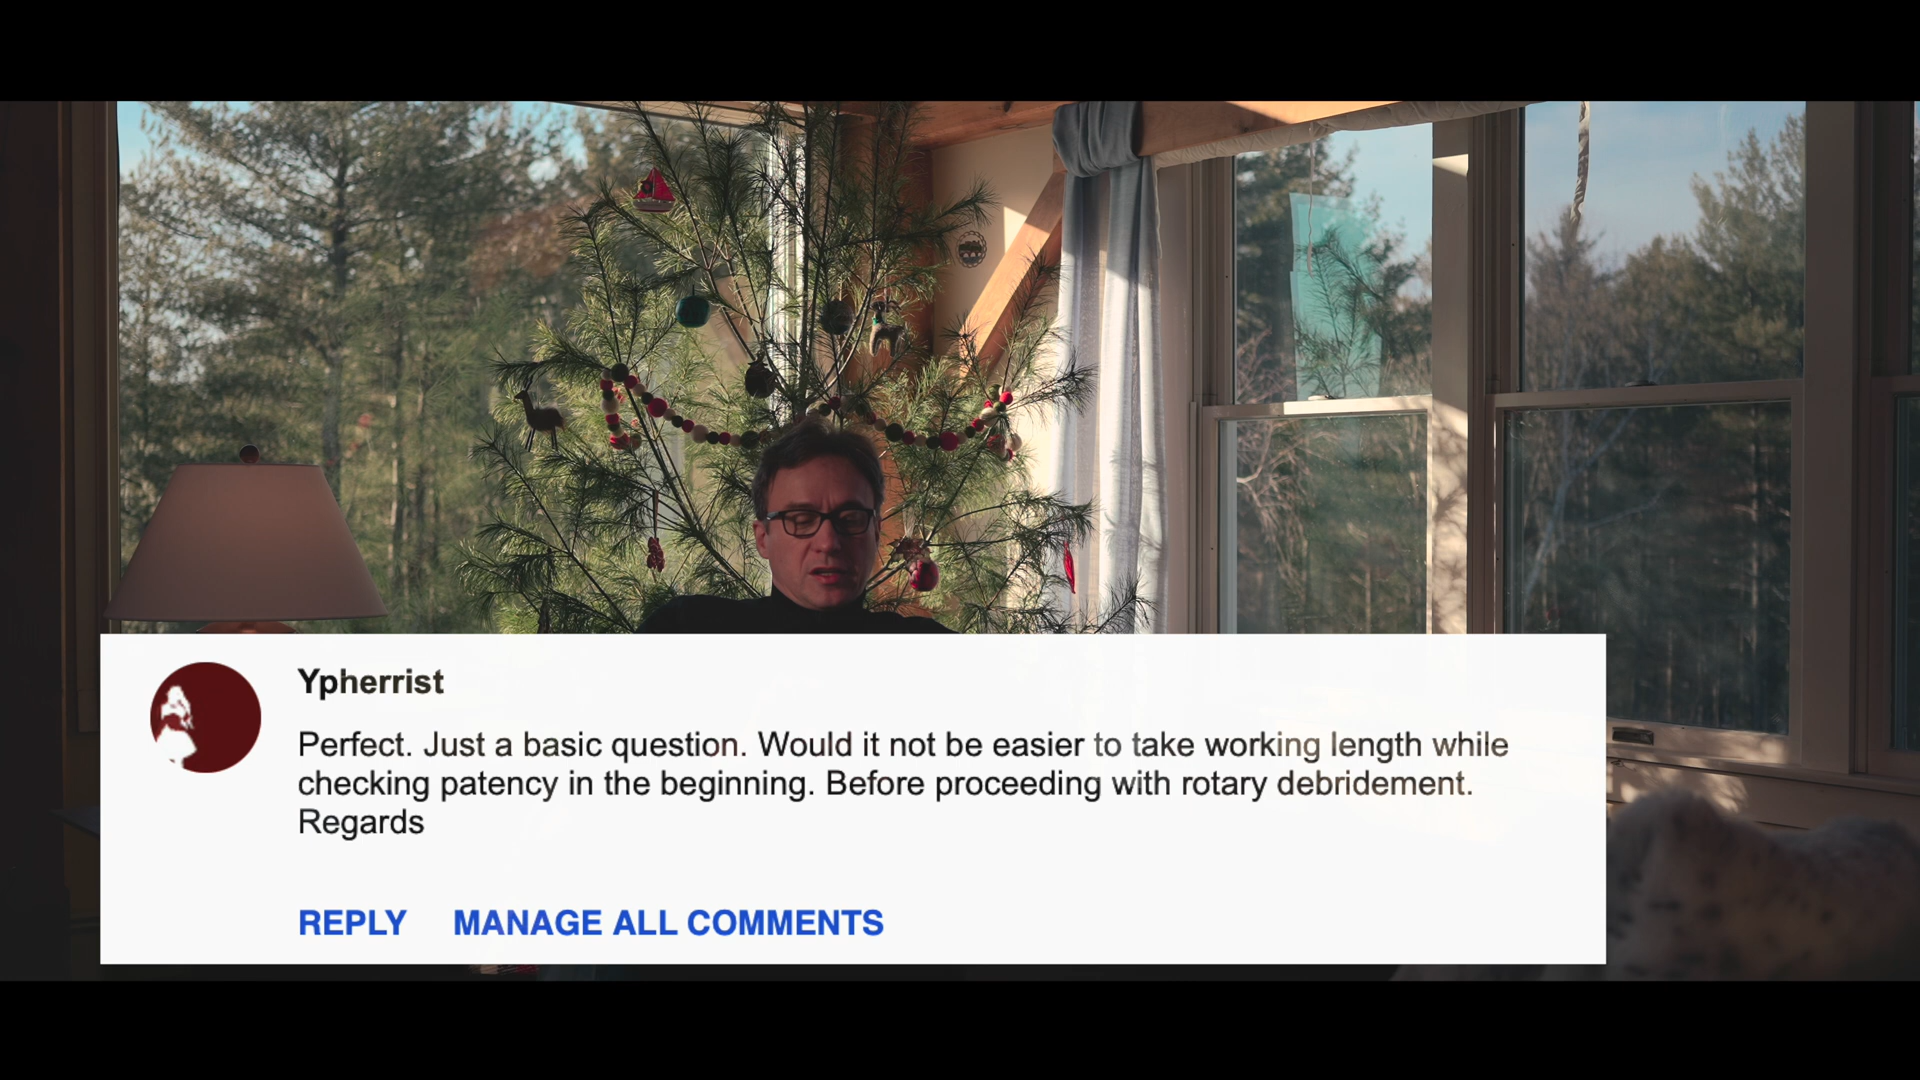 Ypherrist
Perfect. Just a basic question. Would it not be easier to take working length while
checking patency in the beginning. Before proceeding with rotary debridement.
Regards
REPLY MANAGE ALL COMMENTS